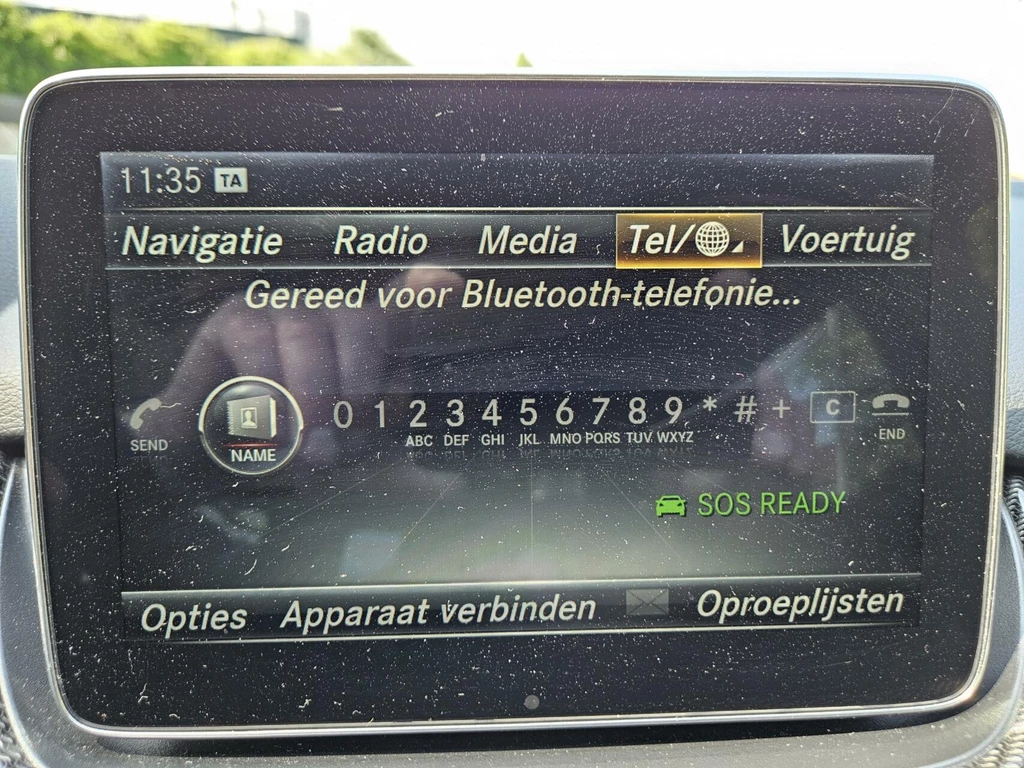 11:35 TA
Navigatie Radio Media Tel/ Voertuig
Gereed voor Bluetooth-telefonie...
0 1 2 3 4 5 6 7 8 9 * # + C
SEND NAME ABC DEF GHI JKL MNO PQRS TUV WXYZ END
SOS READY
Opties Apparaat verbinden Oproeplijsten